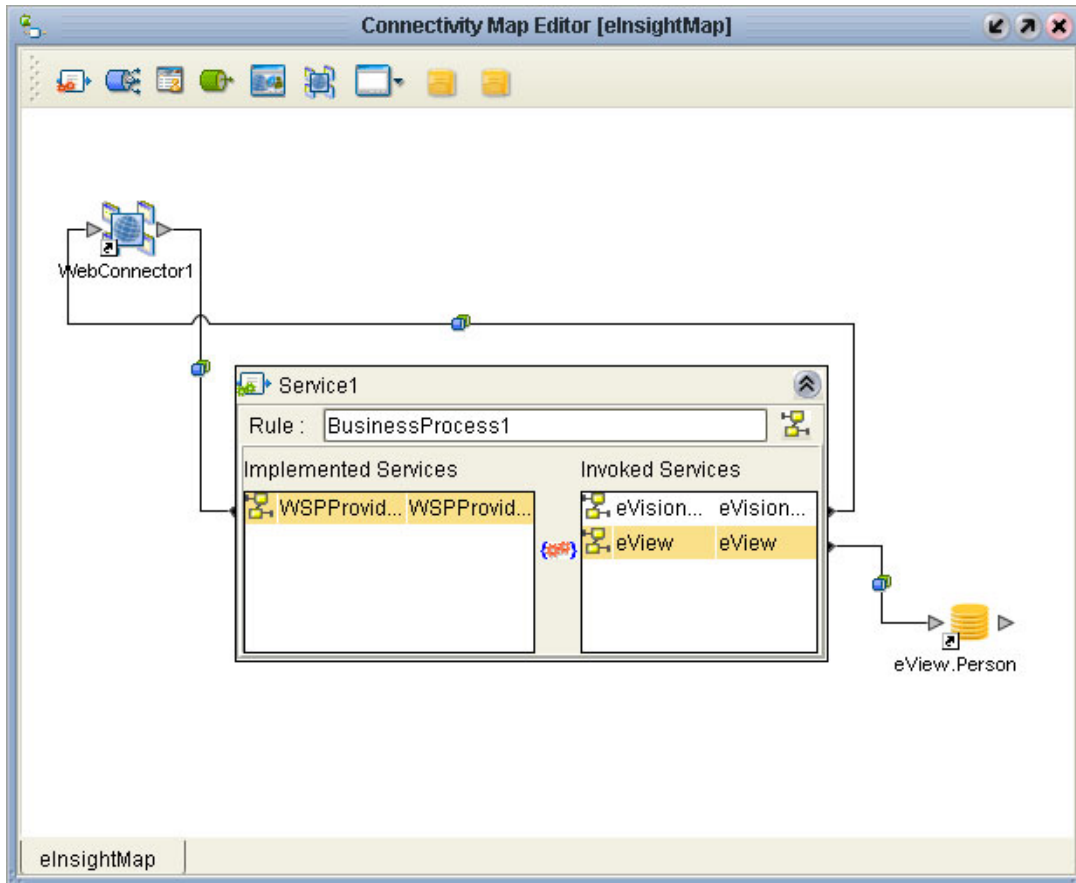 Connectivity Map Editor [eInsightMap]
WebConnector1
Service1
Rule : BusinessProcess1
Implemented Services Invoked Services
WSPProvid... WSPProvid... eVision... eVision...
eView eView
eView.Person
eInsightMap